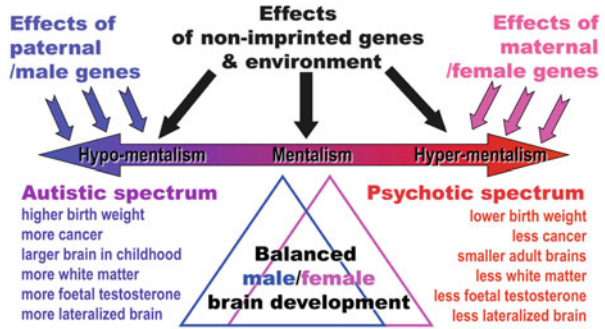 Effects of
paternal
/male genes
Effects
of non-imprinted genes
& environment
Effects of
maternal
/female genes
Hypo-mentalism
Mentalism
Hyper-mentalism
Autistic spectrum
higher birth weight
more cancer
larger brain in childhood
more white matter
more foetal testosterone
more lateralized brain
Balanced
male/female
brain development
Psychotic spectrum
lower birth weight
less cancer
smaller adult brains
less white matter
less foetal testosterone
less lateralized brain